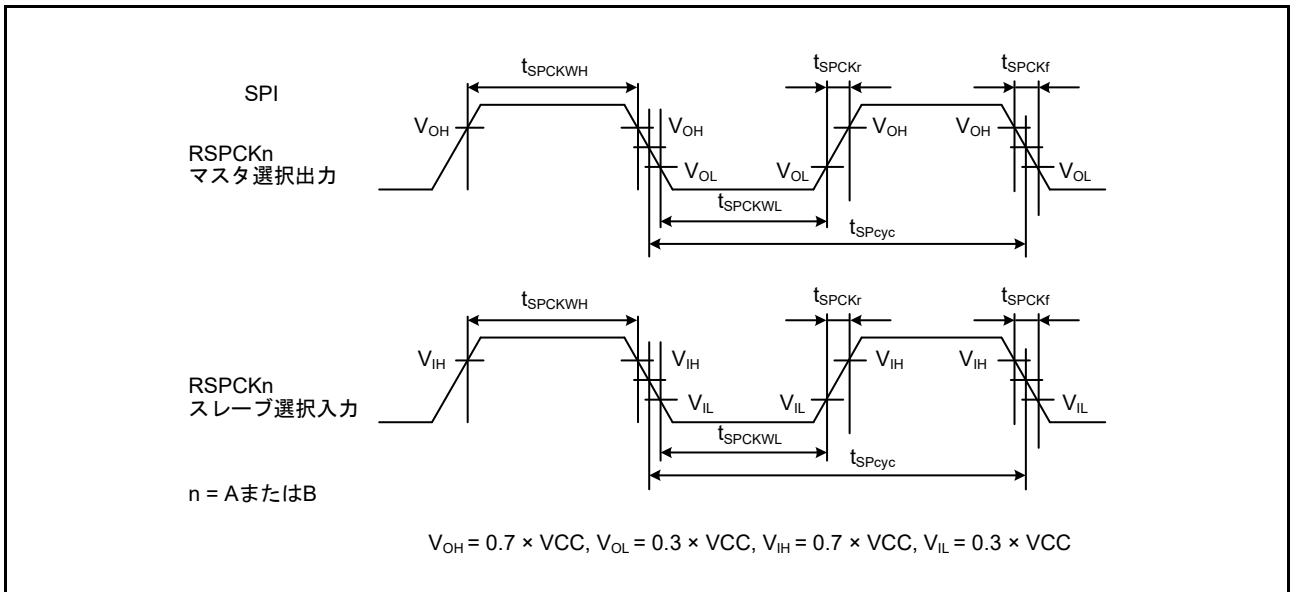 SPI
tSPCKWH
tSPCKr
tSPCKf
VOH
VOH
VOH
VOH
RSPCKn
マスタ選択出力
VOL
VOL
VOL
tSPCKWL
tSPcyc
tSPCKWH
tSPCKr
tSPCKf
VIH
VIH
VIH
VIH
RSPCKn
スレーブ選択入力
VIL
VIL
VIL
tSPCKWL
tSPcyc
n = AまたはB
VOH = 0.7 × VCC, VOL = 0.3 × VCC, VIH = 0.7 × VCC, VIL = 0.3 × VCC